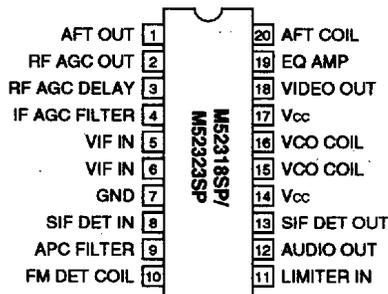 AFT OUT 1
RF AGC OUT 2
RF AGC DELAY 3
IF AGC FILTER 4
VIF IN 5
VIF IN 6
GND 7
SIF DET IN 8
APC FILTER 9
FM DET COIL 10
M52318SP/
M52323SP
20 AFT COIL
19 EQ AMP
18 VIDEO OUT
17 Vcc
16 VCO COIL
15 VCO COIL
14 Vcc
13 SIF DET OUT
12 AUDIO OUT
11 LIMITER IN